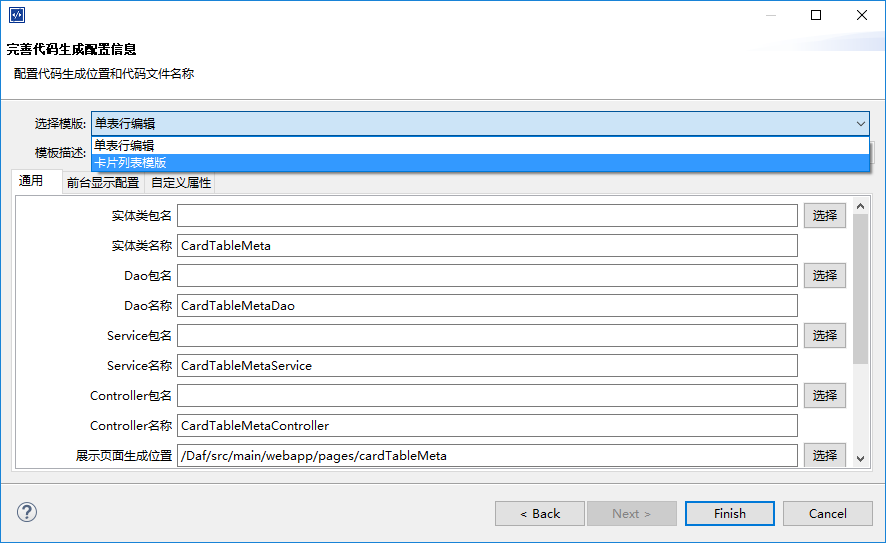 完善代码生成配置信息
配置代码生成位置和代码文件名称
选择模版: 单表行编辑
单表行编辑
模板描述:
卡片列表模版
通用 前台显示配置 自定义属性
实体类包名 选择
实体类名称 CardTableMeta
Dao包名 选择
Dao名称 CardTableMetaDao
Service包名 选择
Service名称 CardTableMetaService
Controller包名 选择
Controller名称 CardTableMetaController
展示页面生成位置 /Daf/src/main/webapp/pages/cardTableMeta 选择
? < Back Next > Finish Cancel